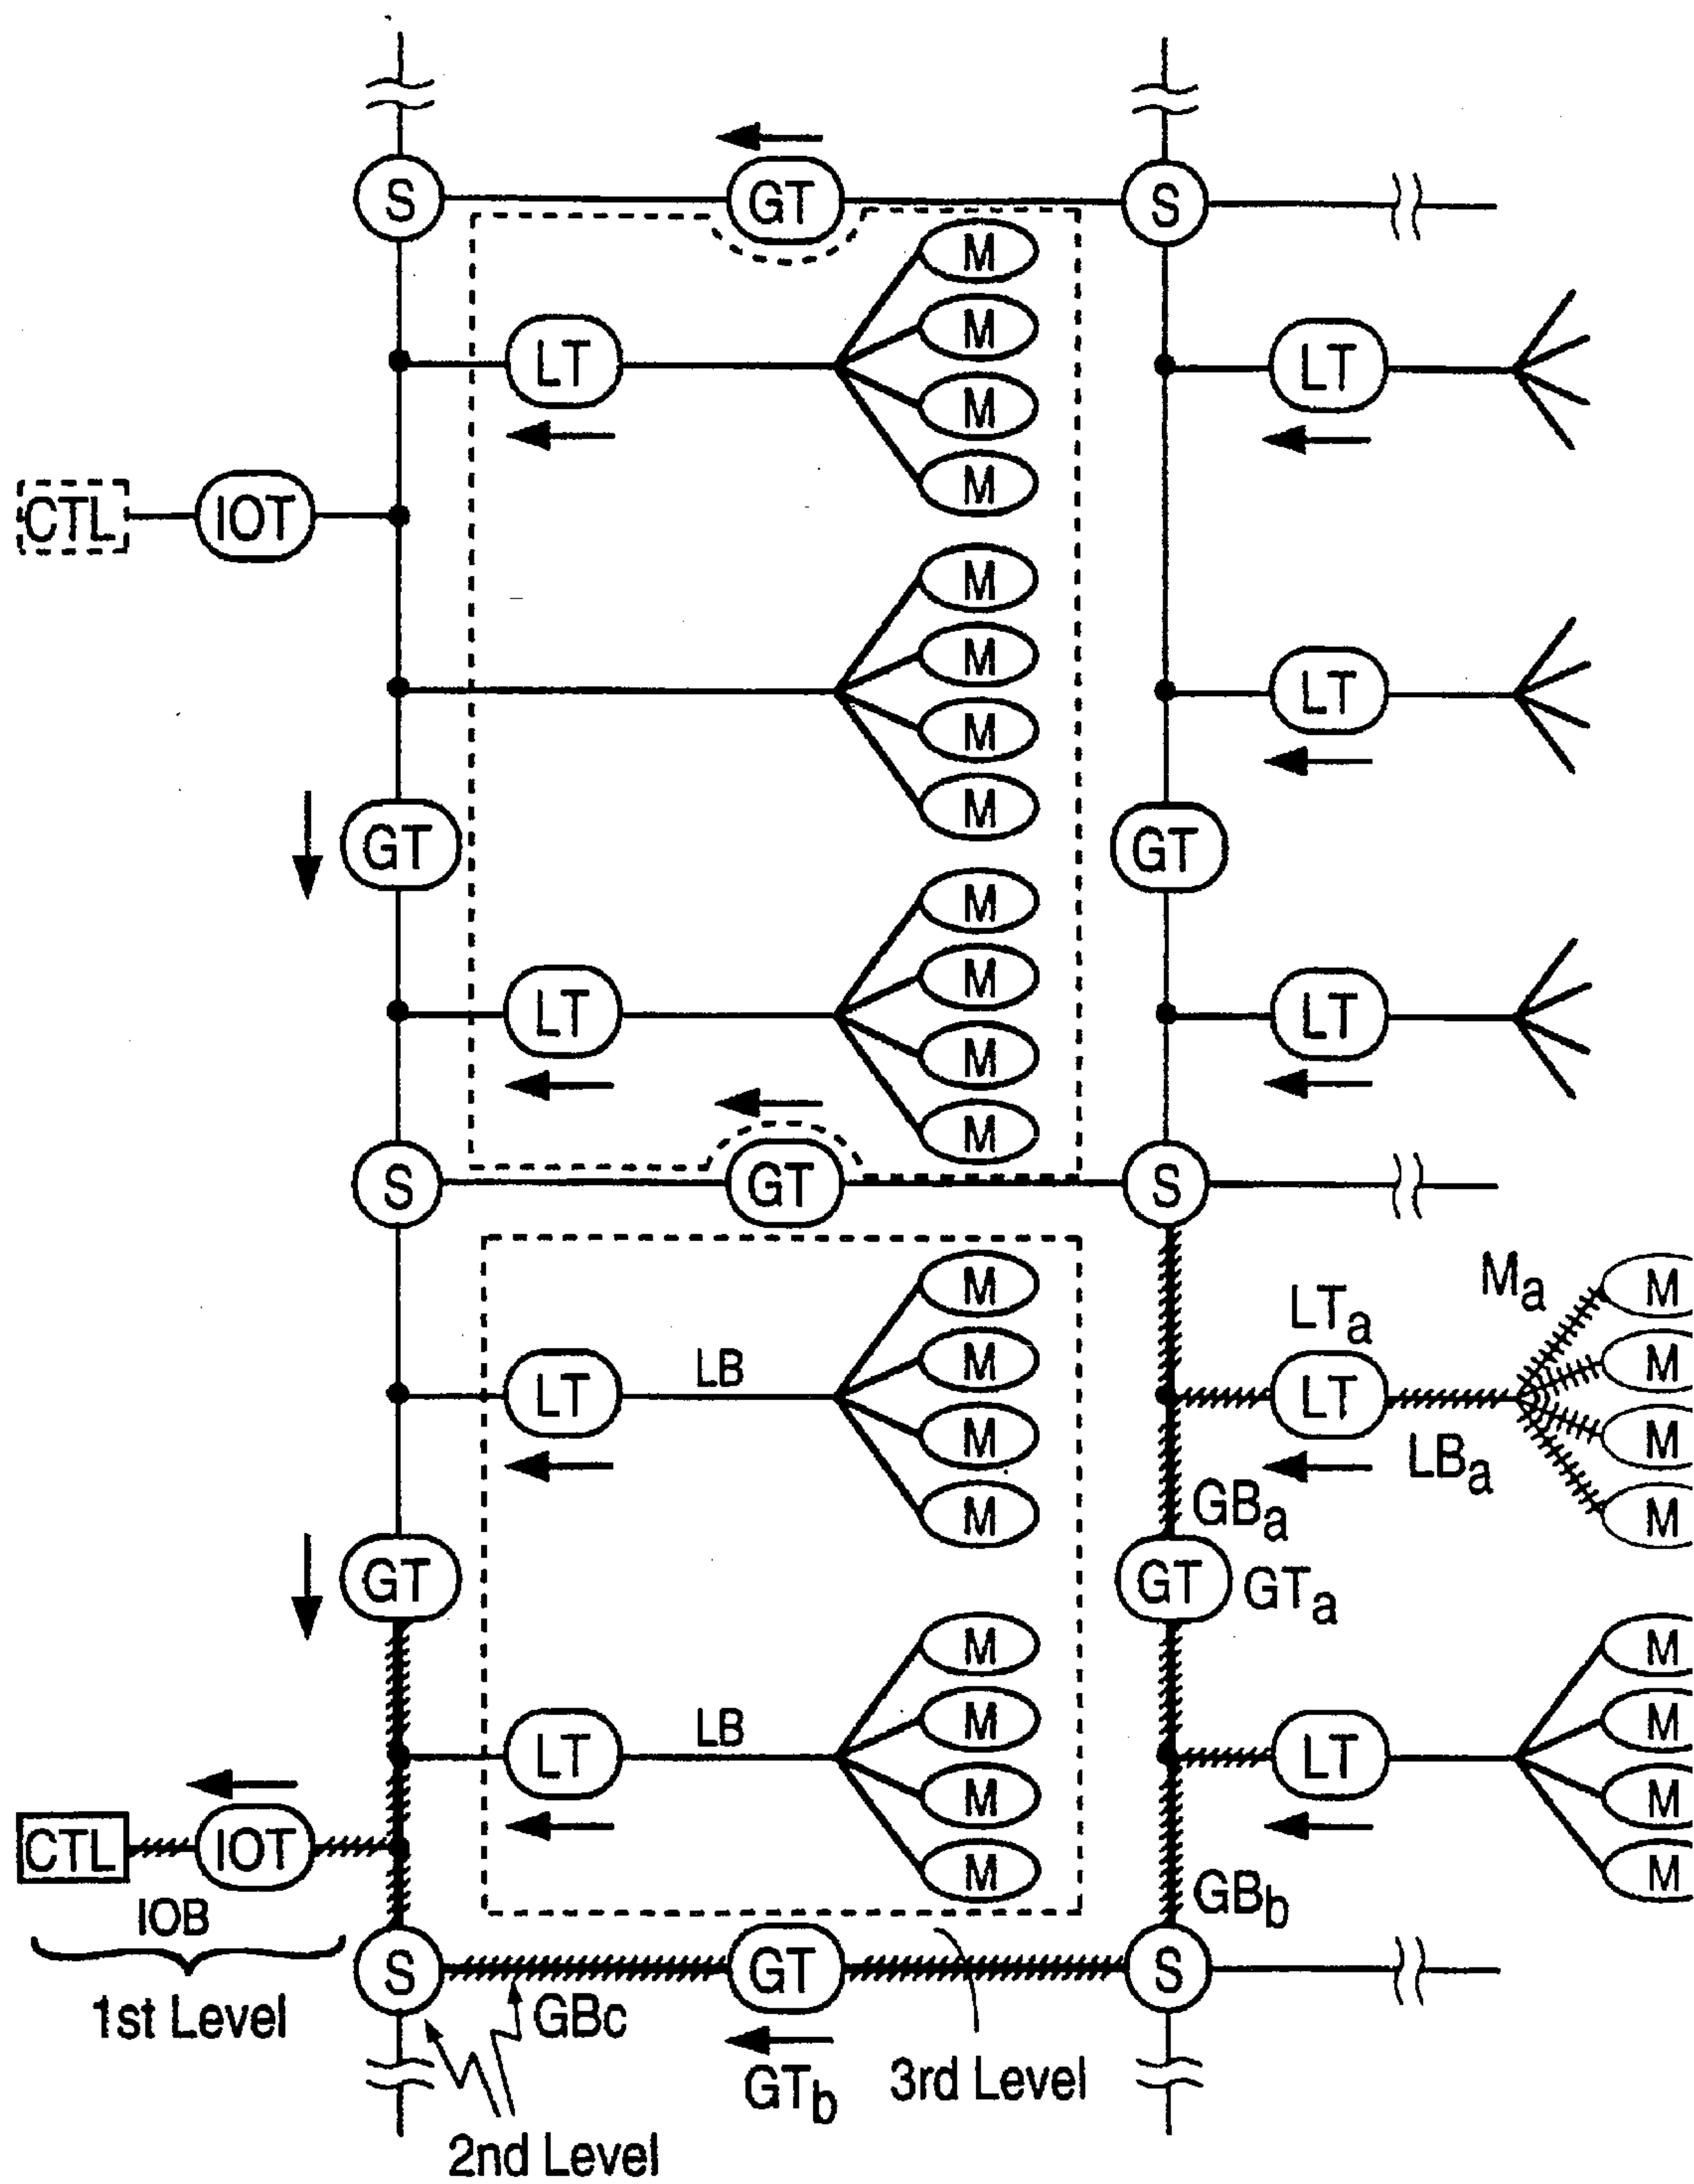 S GT S
M
M
LT LT
M
M
CTL IOT
M
M
LT
M
M
GT GT
M
M
LT LT
M
M
S GT S
M M
LTa Ma
M M
LT LB LT
M M
LBa
M M
GBa
GT GT GTa
M M
M M
LT LB LT
M M
CTL IOT
M M
IOB GBb
S GT S
1st Level GBc
GTb 3rd Level
2nd Level